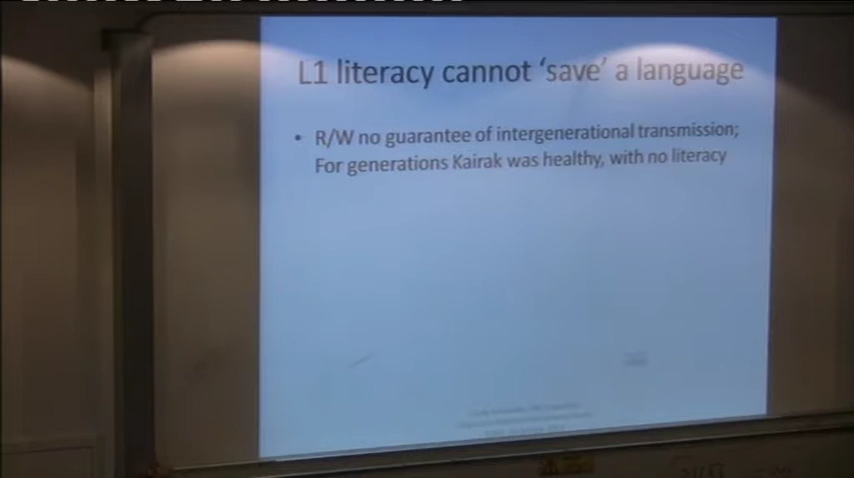 L1 literacy cannot ‘save’ a language
• R/W no guarantee of intergenerational transmission;
For generations Kairak was healthy, with no literacy